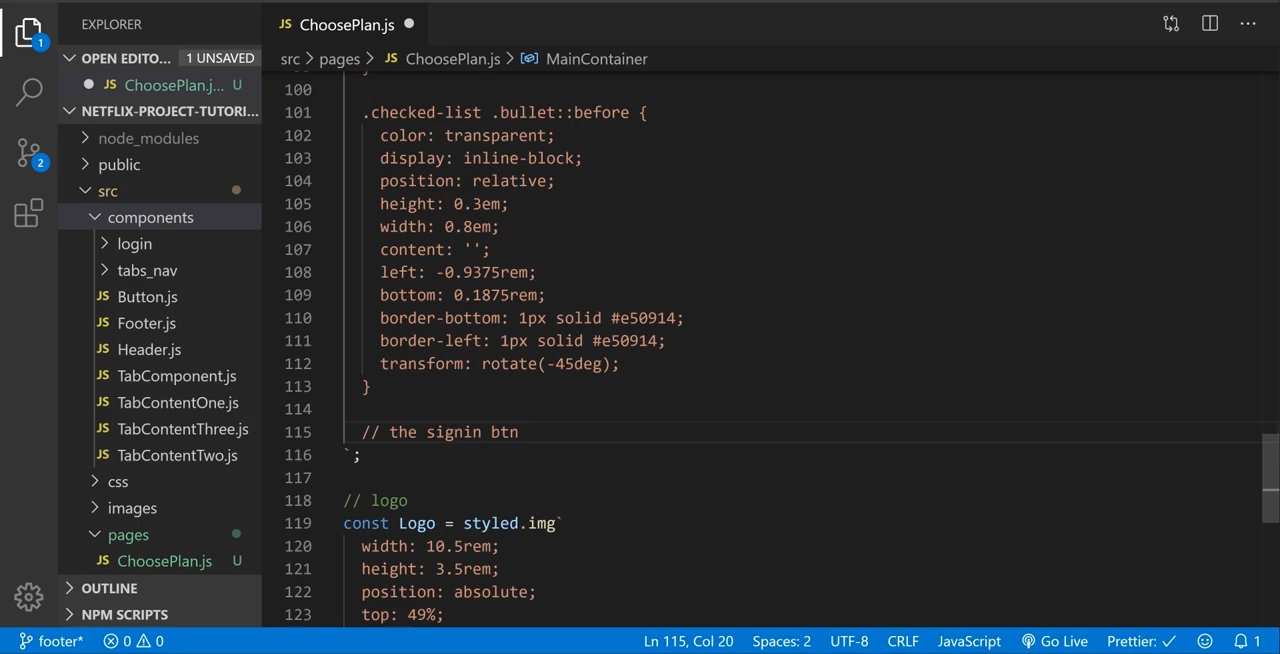 EXPLORER
JS ChoosePlan.js
OPEN EDITO... 1 UNSAVED
src > pages > JS ChoosePlan.js > MainContainer
JS ChoosePlan.j... U
NETFLIX-PROJECT-TUTORI...
node_modules
public
src
components
login
tabs_nav
JS Button.js
JS Footer.js
JS Header.js
JS TabComponent.js
JS TabContentOne.js
JS TabContentThree.js
JS TabContentTwo.js
css
images
pages
JS ChoosePlan.js U
OUTLINE
NPM SCRIPTS
1
2
100
101 .checked-list .bullet::before {
102 color: transparent;
103 display: inline-block;
104 position: relative;
105 height: 0.3em;
106 width: 0.8em;
107 content: '';
108 left: -0.9375rem;
109 bottom: 0.1875rem;
110 border-bottom: 1px solid #e50914;
111 border-left: 1px solid #e50914;
112 transform: rotate(-45deg);
113 }
114
115 // the signin btn
116 `;
117
118 // logo
119 const Logo = styled.img`
120 width: 10.5rem;
121 height: 3.5rem;
122 position: absolute;
123 top: 49%;
footer* 0 0 Ln 115, Col 20 Spaces: 2 UTF-8 CRLF JavaScript Go Live Prettier: ✓ 1